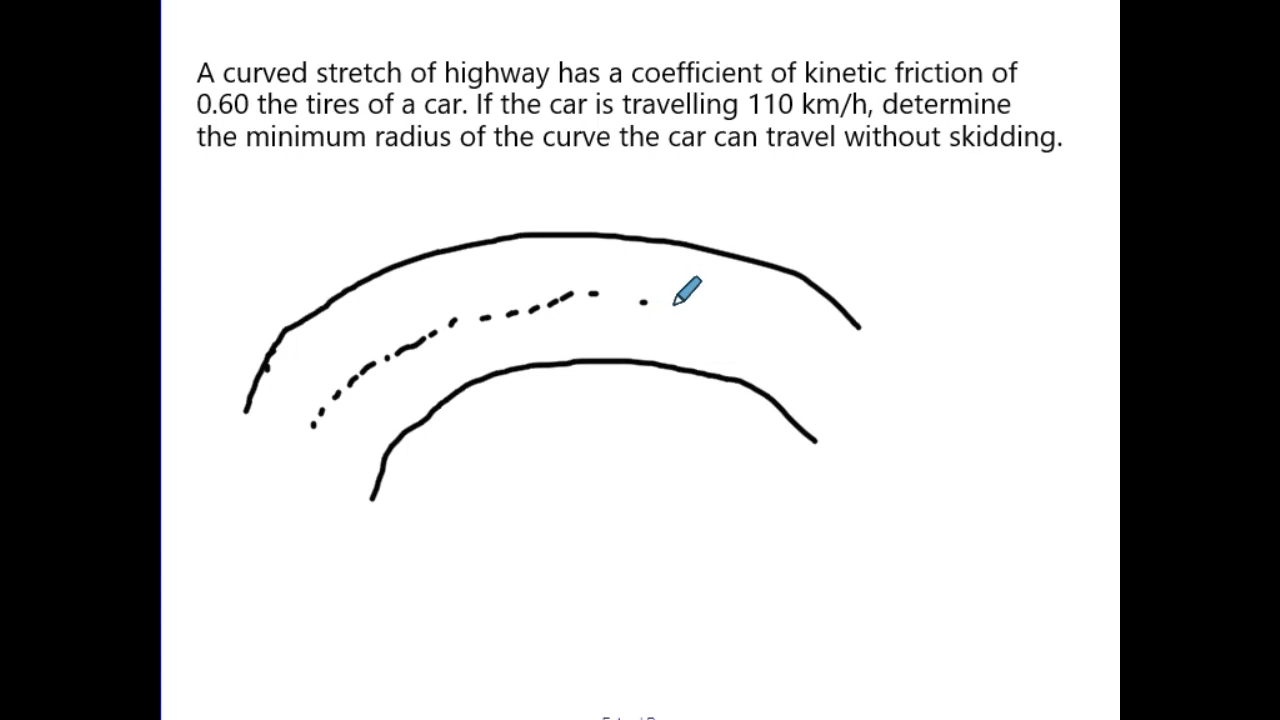 A curved stretch of highway has a coefficient of kinetic friction of
0.60 the tires of a car. If the car is travelling 110 km/h, determine
the minimum radius of the curve the car can travel without skidding.